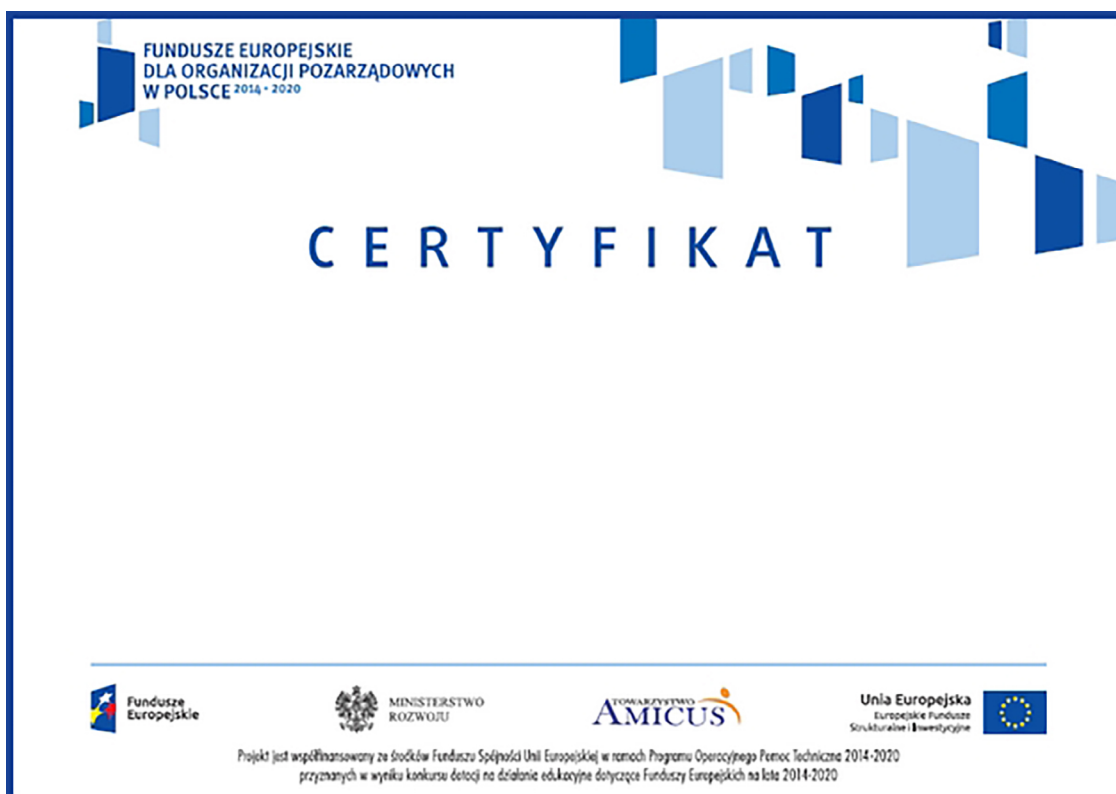 FUNDUSZE EUROPEJSKIE
DLA ORGANIZACJI POZARZĄDOWYCH
W POLSCE 2014 - 2020
CERTYFIKAT
Fundusze
Europejskie
MINISTERSTWO
ROZWOJU
TOWARZYSTWO
AMICUS
Unia Europejska
Europejskie Fundusze
Strukturalne i Inwestycyjne
Projekt jest współfinansowany ze środków Funduszu Spójności Unii Europejskiej w ramach Programu Operacyjnego Pomoc Techniczna 2014-2020
przyznanych w wyniku konkursu dotacji na działania edukacyjne dotyczące Funduszy Europejskich na lata 2014-2020